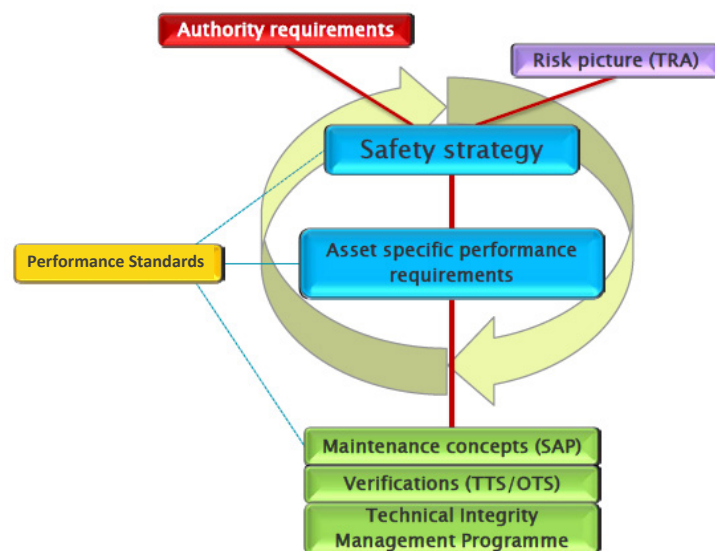 Authority requirements
Risk picture (TRA)
Safety strategy
Performance Standards
Asset specific performance
requirements
Maintenance concepts (SAP)
Verifications (TTS/OTS)
Technical Integrity
Management Programme